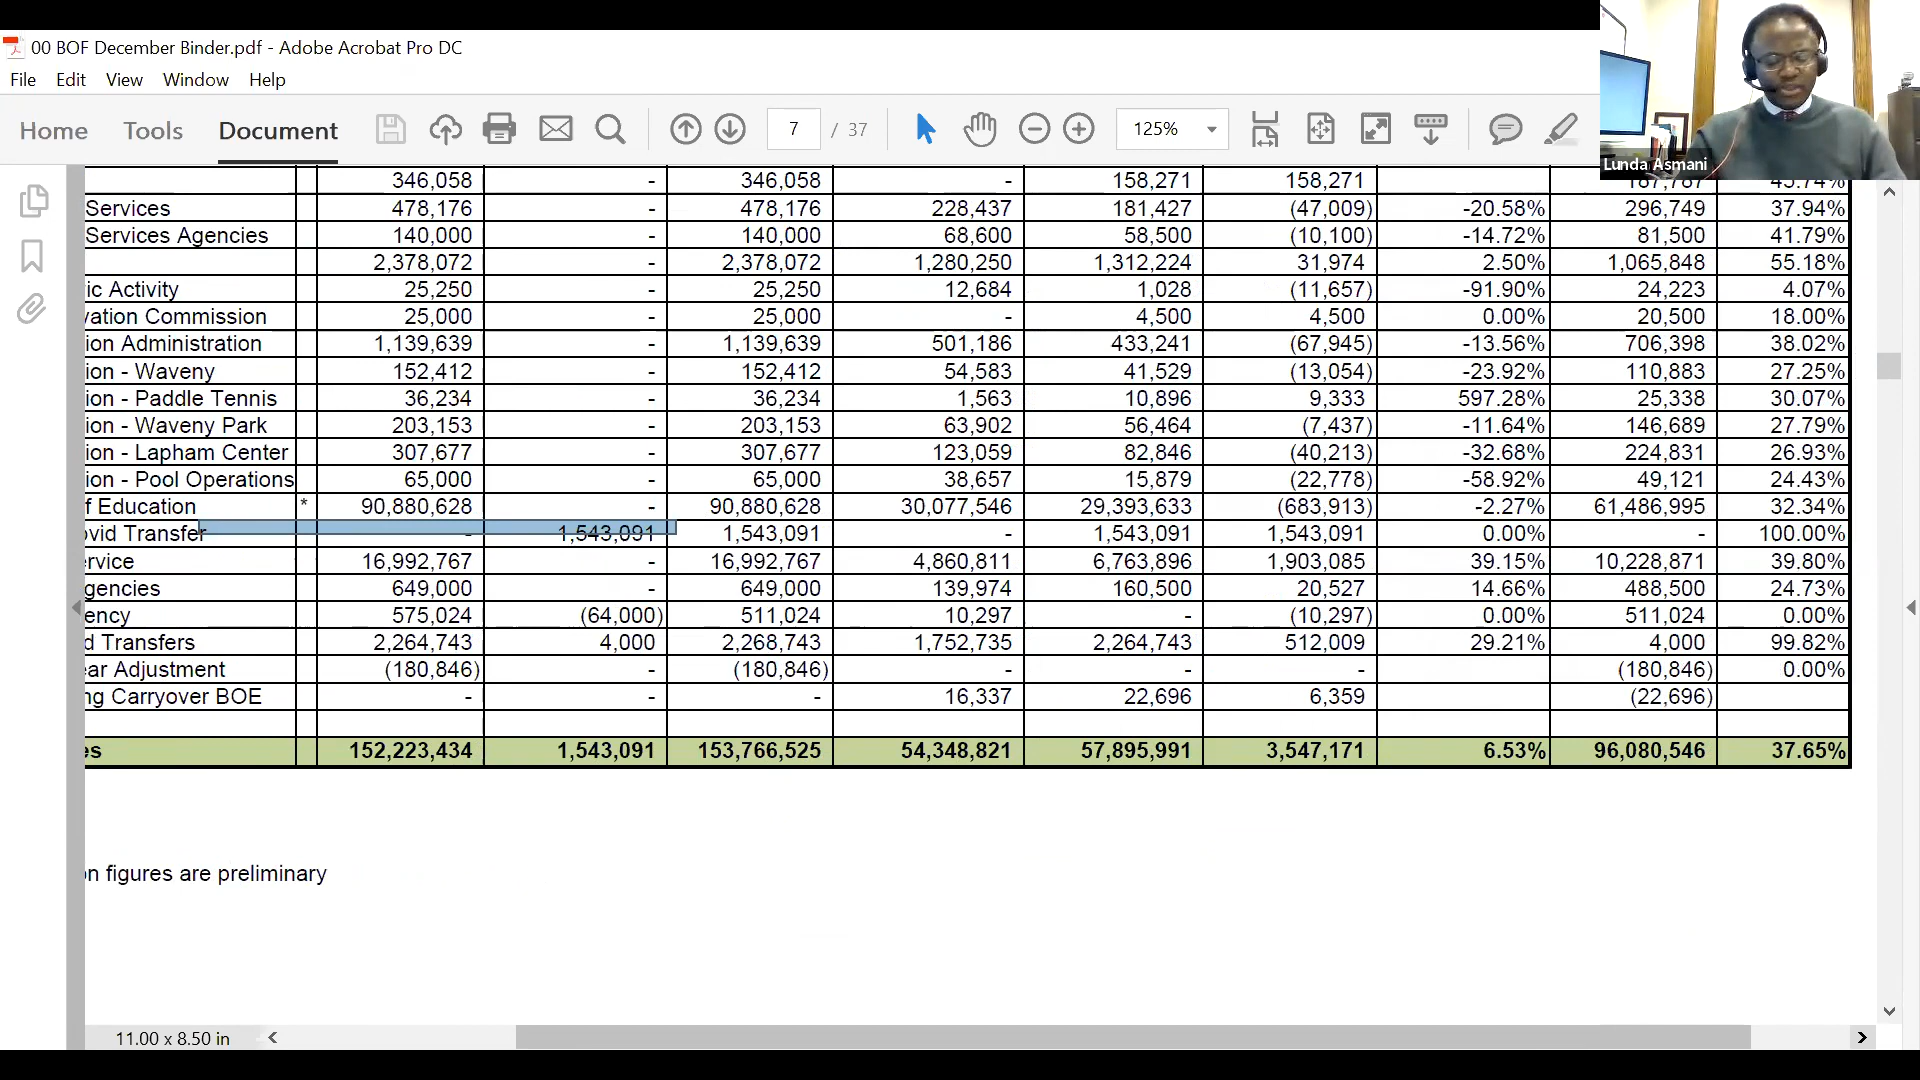 00 BOF December Binder.pdf - Adobe Acrobat Pro DC
File Edit View Window Help
Home Tools Document 7 / 37 125%
Lunda Asmani
346,058 - 346,058 - 158,271 158,271 187,787 45.74%
Services 478,176 - 478,176 228,437 181,427 (47,009) -20.58% 296,749 37.94%
Services Agencies 140,000 - 140,000 68,600 58,500 (10,100) -14.72% 81,500 41.79%
2,378,072 - 2,378,072 1,280,250 1,312,224 31,974 2.50% 1,065,848 55.18%
ic Activity 25,250 - 25,250 12,684 1,028 (11,657) -91.90% 24,223 4.07%
vation Commission 25,000 - 25,000 - 4,500 4,500 0.00% 20,500 18.00%
ion Administration 1,139,639 - 1,139,639 501,186 433,241 (67,945) -13.56% 706,398 38.02%
ion - Waveny 152,412 - 152,412 54,583 41,529 (13,054) -23.92% 110,883 27.25%
ion - Paddle Tennis 36,234 - 36,234 1,563 10,896 9,333 597.28% 25,338 30.07%
ion - Waveny Park 203,153 - 203,153 63,902 56,464 (7,437) -11.64% 146,689 27.79%
ion - Lapham Center 307,677 - 307,677 123,059 82,846 (40,213) -32.68% 224,831 26.93%
ion - Pool Operations 65,000 - 65,000 38,657 15,879 (22,778) -58.92% 49,121 24.43%
f Education * 90,880,628 - 90,880,628 30,077,546 29,393,633 (683,913) -2.27% 61,486,995 32.34%
ovid Transfer - 1,543,091 1,543,091 - 1,543,091 1,543,091 0.00% - 100.00%
ervice 16,992,767 - 16,992,767 4,860,811 6,763,896 1,903,085 39.15% 10,228,871 39.80%
gencies 649,000 - 649,000 139,974 160,500 20,527 14.66% 488,500 24.73%
ency 575,024 (64,000) 511,024 10,297 - (10,297) 0.00% 511,024 0.00%
d Transfers 2,264,743 4,000 2,268,743 1,752,735 2,264,743 512,009 29.21% 4,000 99.82%
ear Adjustment (180,846) - (180,846) - - - (180,846) 0.00%
ng Carryover BOE - - - 16,337 22,696 6,359 (22,696)
es 152,223,434 1,543,091 153,766,525 54,348,821 57,895,991 3,547,171 6.53% 96,080,546 37.65%
on figures are preliminary
11.00 x 8.50 in